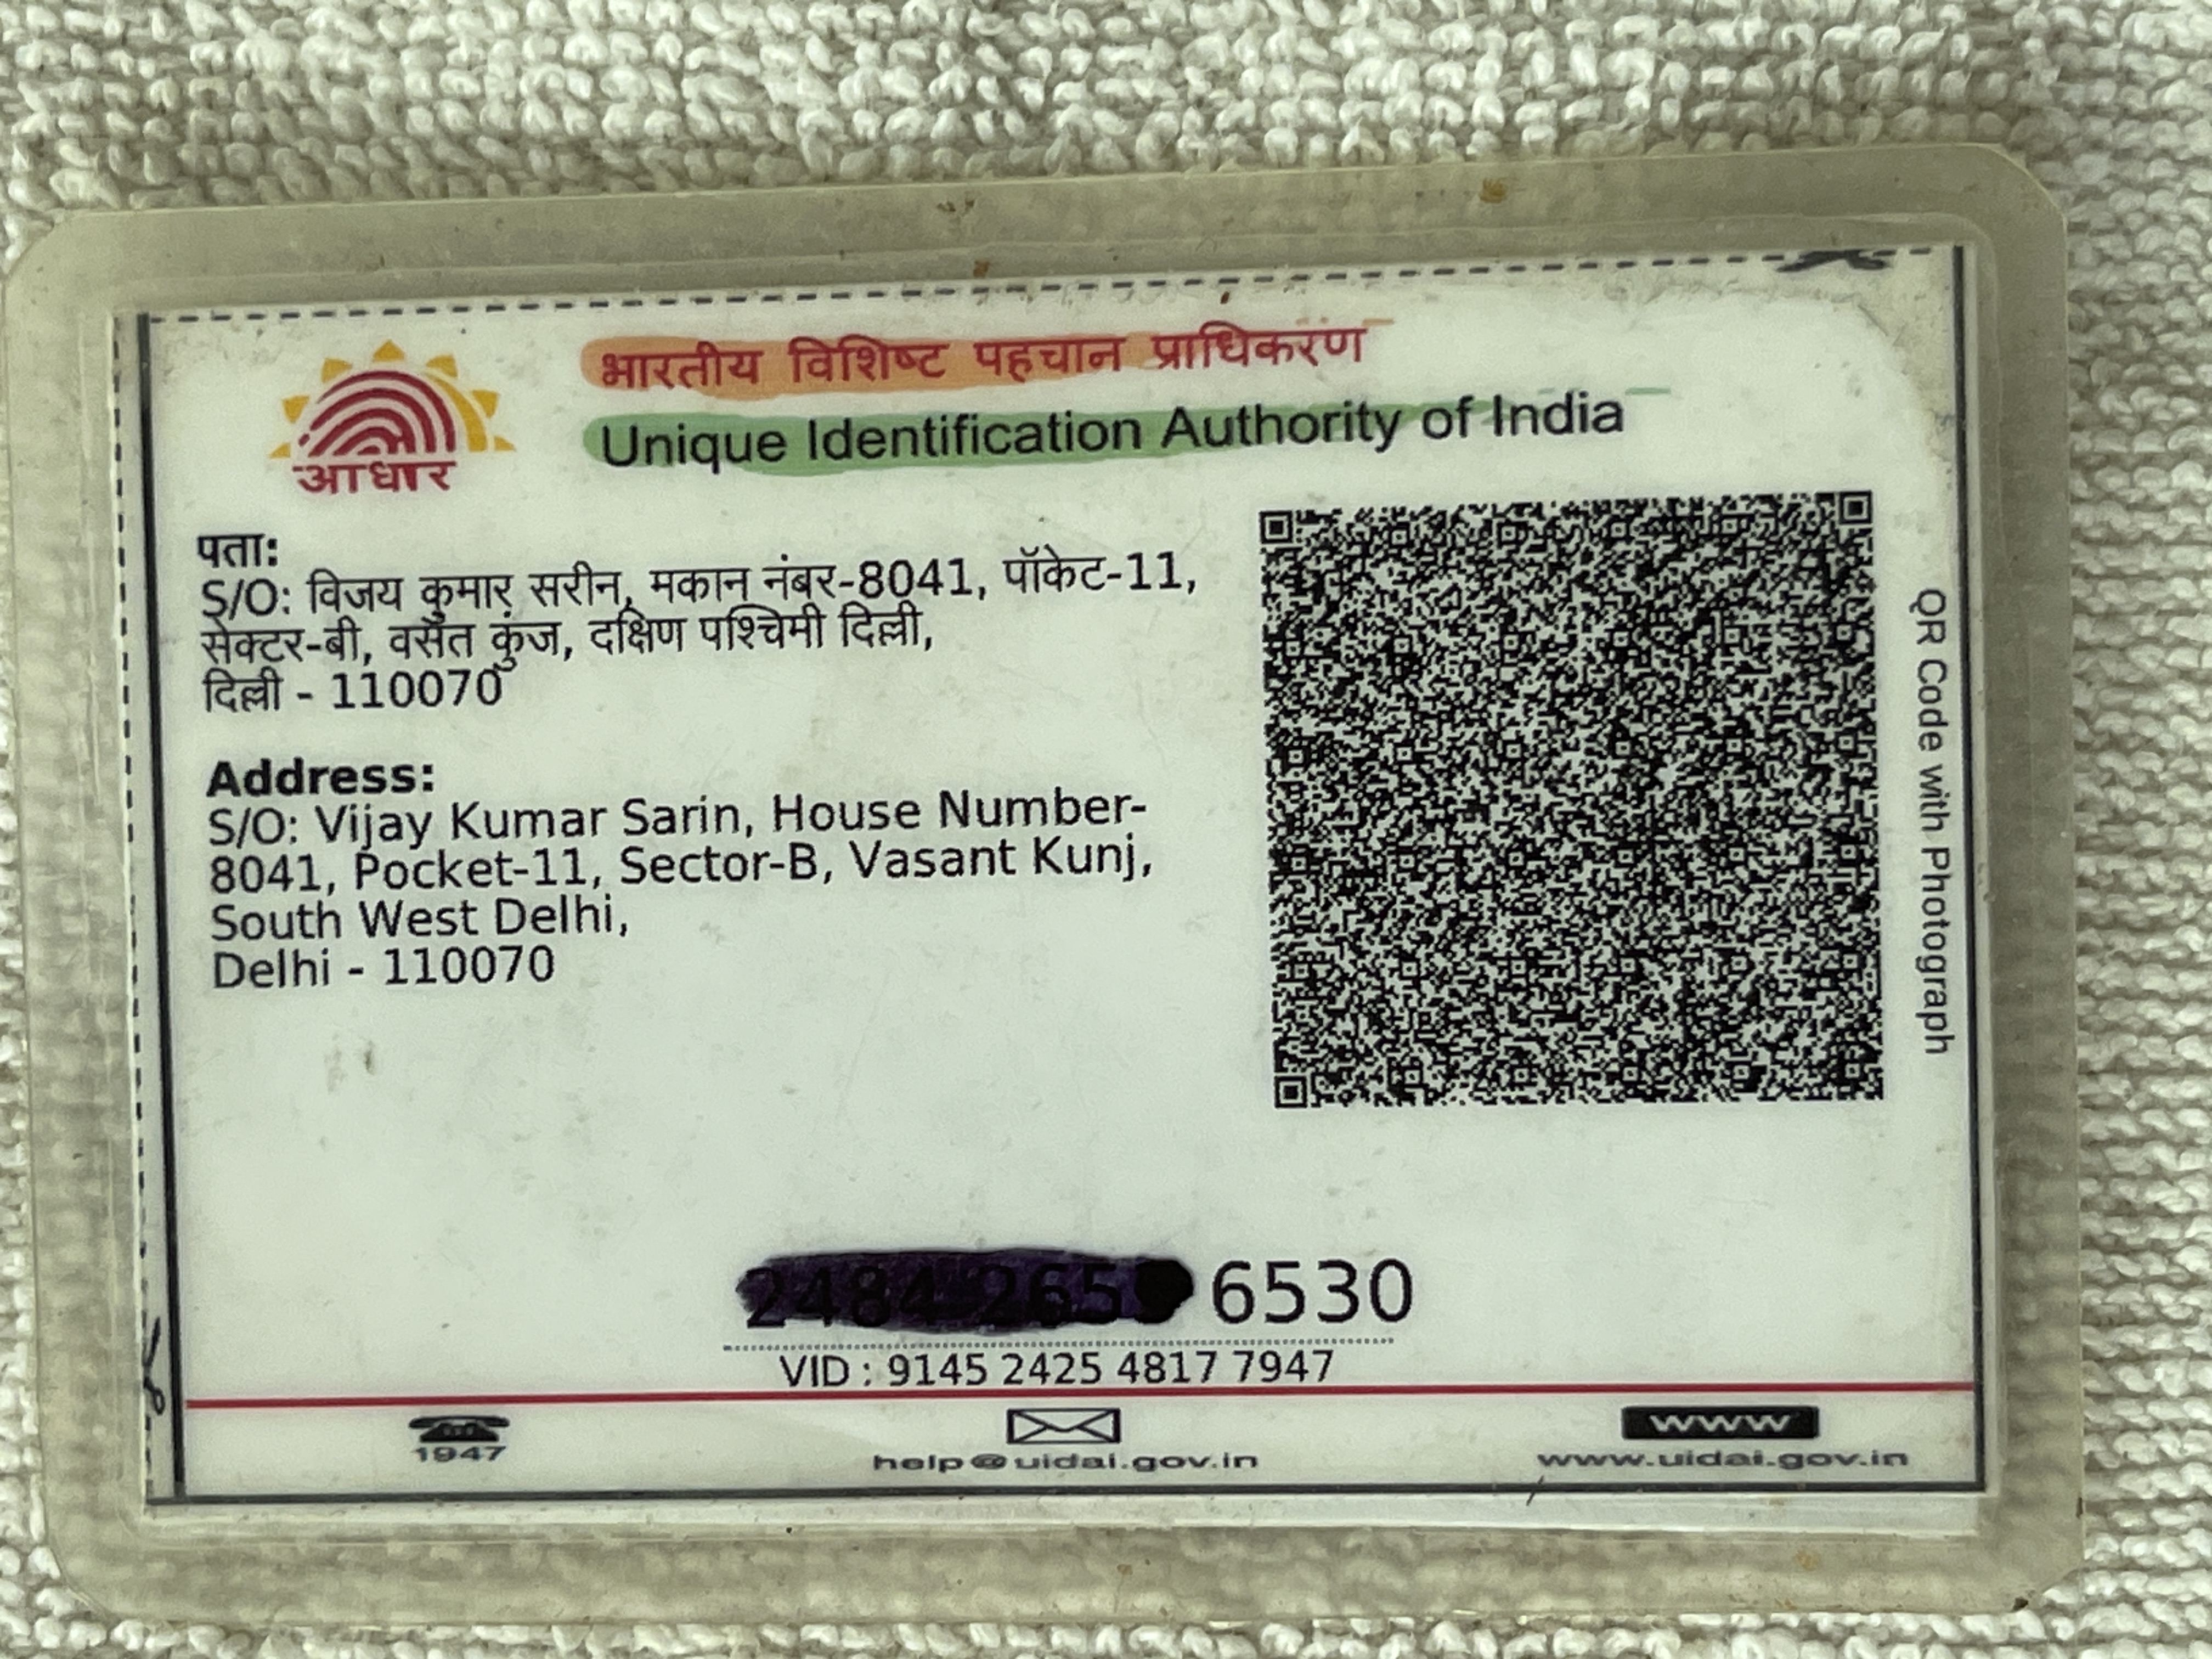 भारतीय विशिष्ट पहचान प्राधिकरण
Unique Identification Authority of India
आधार
पता:
S/O: विजय कुमार सरीन, मकान नंबर-8041, पॉकेट-11,
सेक्टर-बी, वसंत कुंज, दक्षिण पश्चिमी दिल्ली,
दिल्ली - 110070
Address:
S/O: Vijay Kumar Sarin, House Number-
8041, Pocket-11, Sector-B, Vasant Kunj,
South West Delhi,
Delhi - 110070
QR Code with Photograph
6530
VID : 9145 2425 4817 7947
1947
help@uidai.gov.in
www
www.uidai.gov.in